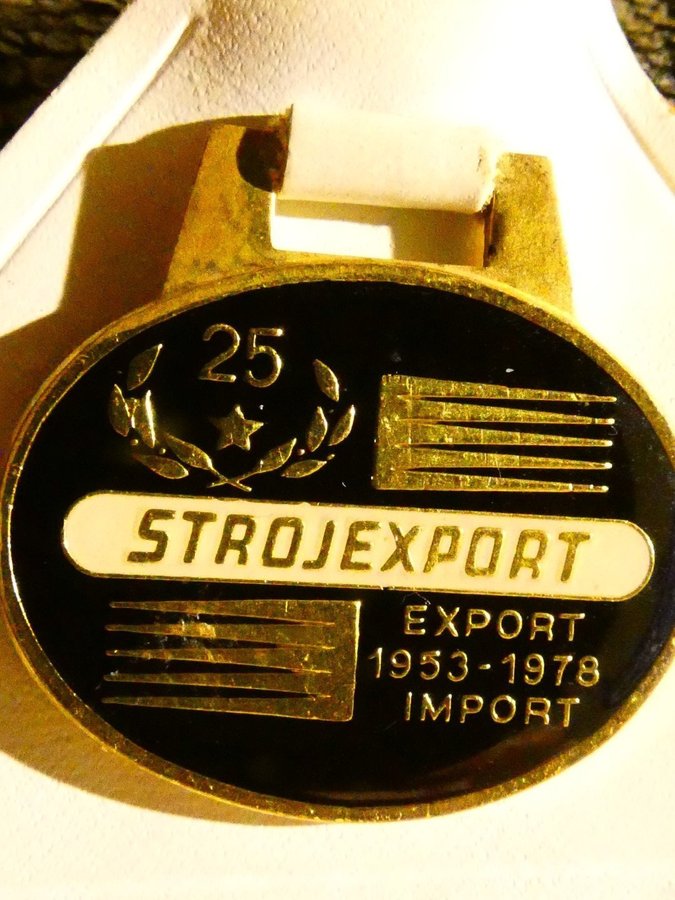 25
STROJEXPORT
EXPORT
1953-1978
IMPORT